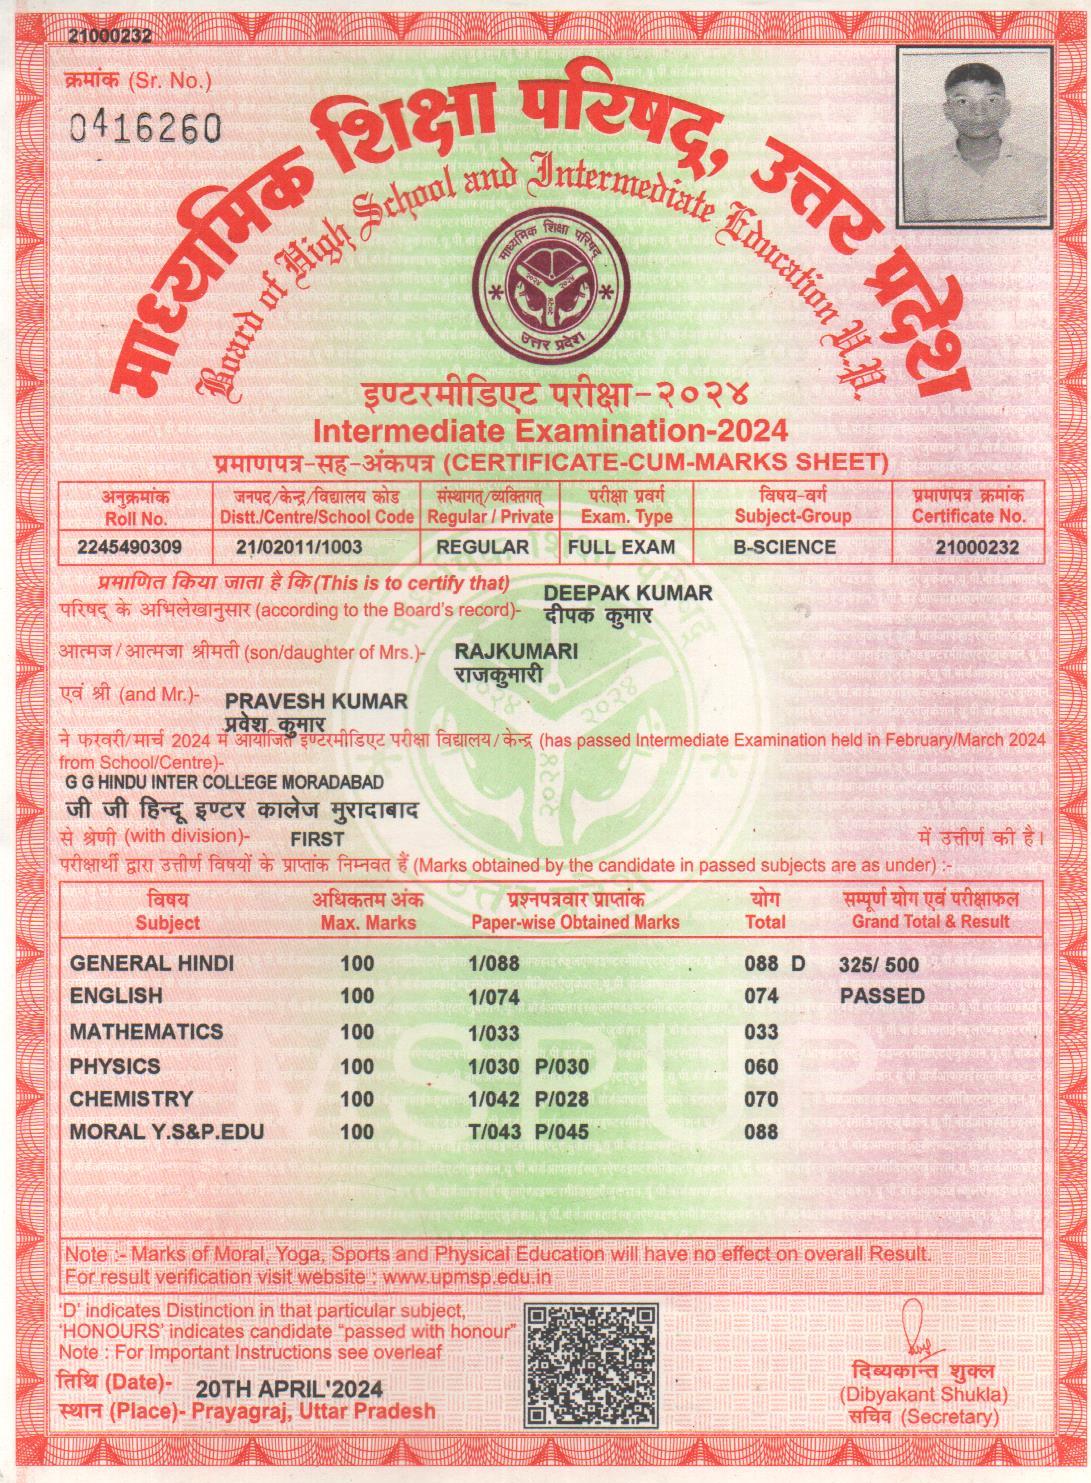 21000232
क्रमांक (Sr. No.)
0416260
माध्यमिक शिक्षा परिषद्, उत्तर प्रदेश
Board of High School and Intermediate Education U.P.
माध्यमिक शिक्षा परिषद्
२०२४ २०२४
२०२४
उत्तर प्रदेश
इण्टरमीडिएट परीक्षा-२०२४
Intermediate Examination-2024
प्रमाणपत्र-सह-अंकपत्र (CERTIFICATE-CUM-MARKS SHEET)
अनुक्रमांक जनपद/केन्द्र/विद्यालय कोड संस्थागत्/व्यक्तिगत् परीक्षा प्रवर्ग विषय-वर्ग प्रमाणपत्र क्रमांक
Roll No. Distt./Centre/School Code Regular / Private Exam. Type Subject-Group Certificate No.
2245490309 21/02011/1003 REGULAR FULL EXAM B-SCIENCE 21000232
प्रमाणित किया जाता है कि (This is to certify that)
परिषद् के अभिलेखानुसार (according to the Board's record)- DEEPAK KUMAR
दीपक कुमार
आत्मज/आत्मजा श्रीमती (son/daughter of Mrs.)- RAJKUMARI
राजकुमारी
एवं श्री (and Mr.)- PRAVESH KUMAR
प्रवेश कुमार
ने फरवरी/मार्च 2024 में आयोजित इण्टरमीडिएट परीक्षा विद्यालय/केन्द्र (has passed Intermediate Examination held in February/March 2024
from School/Centre)-
G G HINDU INTER COLLEGE MORADABAD
जी जी हिन्दू इण्टर कालेज मुरादाबाद
से श्रेणी (with division)- FIRST में उत्तीर्ण की है।
परीक्षार्थी द्वारा उत्तीर्ण विषयों के प्राप्तांक निम्नवत हैं (Marks obtained by the candidate in passed subjects are as under) :-
विषय अधिकतम अंक प्रश्नपत्रवार प्राप्तांक योग सम्पूर्ण योग एवं परीक्षाफल
Subject Max. Marks Paper-wise Obtained Marks Total Grand Total & Result
GENERAL HINDI 100 1/088 088 D 325/ 500
ENGLISH 100 1/074 074 PASSED
MATHEMATICS 100 1/033 033
PHYSICS 100 1/030 P/030 060
CHEMISTRY 100 1/042 P/028 070
MORAL Y.S&P.EDU 100 T/043 P/045 088
MSPUP
Note :- Marks of Moral, Yoga, Sports and Physical Education will have no effect on overall Result.
For result verification visit website : www.upmsp.edu.in
'D' indicates Distinction in that particular subject,
'HONOURS' indicates candidate "passed with honour"
Note : For Important Instructions see overleaf
तिथि (Date)- 20TH APRIL'2024
स्थान (Place)- Prayagraj, Uttar Pradesh
दिव्यकान्त शुक्ल
(Dibyakant Shukla)
सचिव (Secretary)